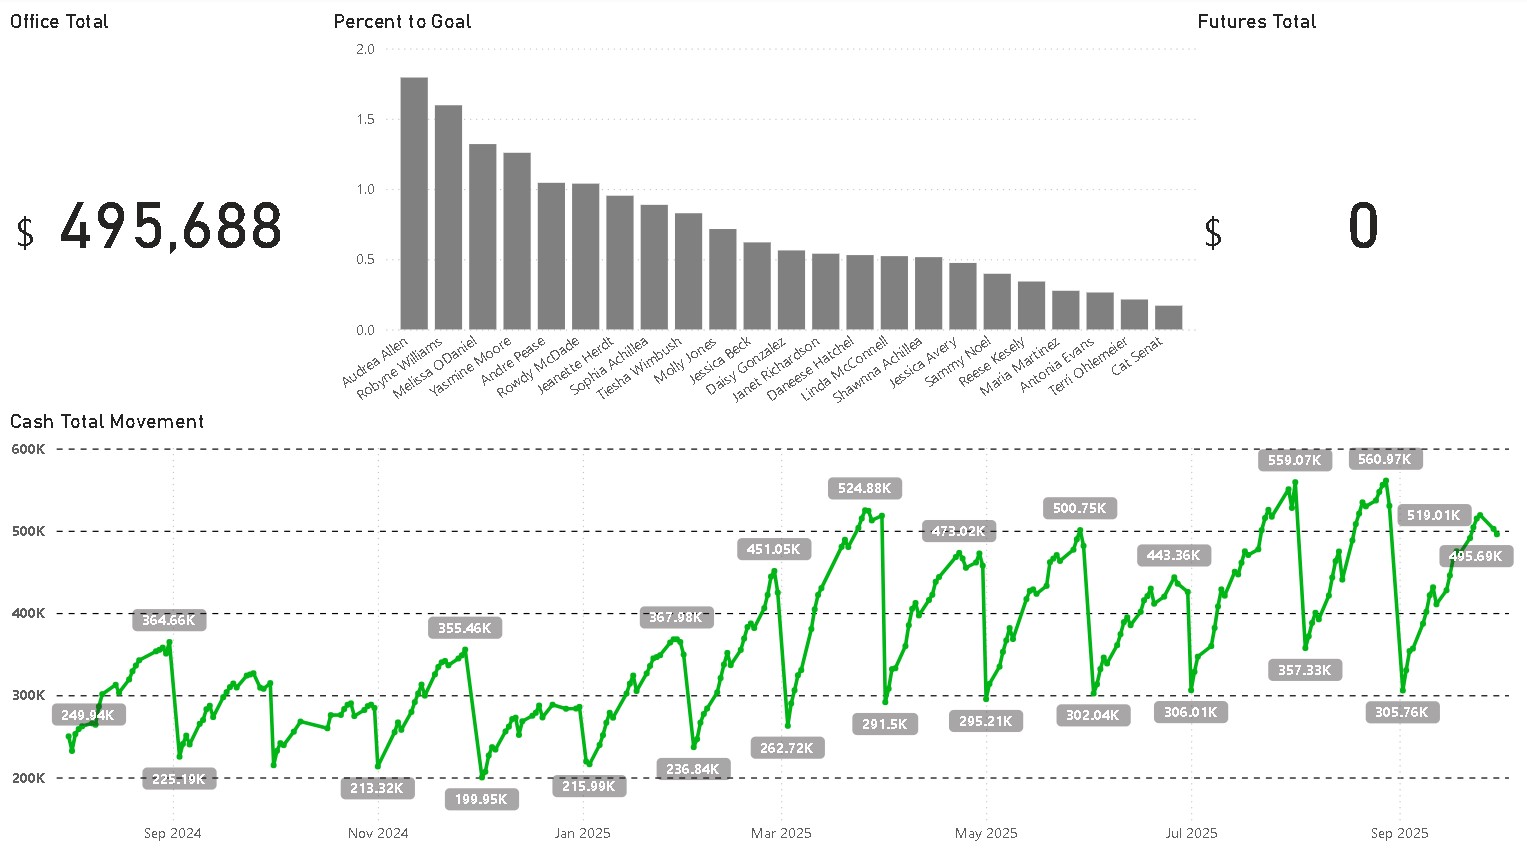 Office Total
$ 495,688
Percent to Goal
2.0
1.5
1.0
0.5
0.0
Audrea Allen
Robyne Williams
Melissa ODaniel
Yasmine Moore
Andre Pease
Rowdy McDade
Jeanette Herdt
Sophia Achillea
Tiesha Wimbush
Molly Jones
Jessica Beck
Daisy Gonzalez
Janet Richardson
Daneese Hatchel
Linda McConnell
Shawnna Achillea
Jessica Avery
Sammy Noel
Reese Kesely
Maria Martinez
Antonia Evans
Terri Ohlemeier
Cat Senat
Futures Total
$ 0
Cash Total Movement
600K
500K
400K
300K
200K
249.94K
364.66K
225.19K
213.32K
355.46K
199.95K
215.99K
367.98K
236.84K
451.05K
262.72K
524.88K
291.5K
473.02K
295.21K
500.75K
302.04K
443.36K
306.01K
559.07K
357.33K
560.97K
305.76K
519.01K
495.69K
Sep 2024
Nov 2024
Jan 2025
Mar 2025
May 2025
Jul 2025
Sep 2025